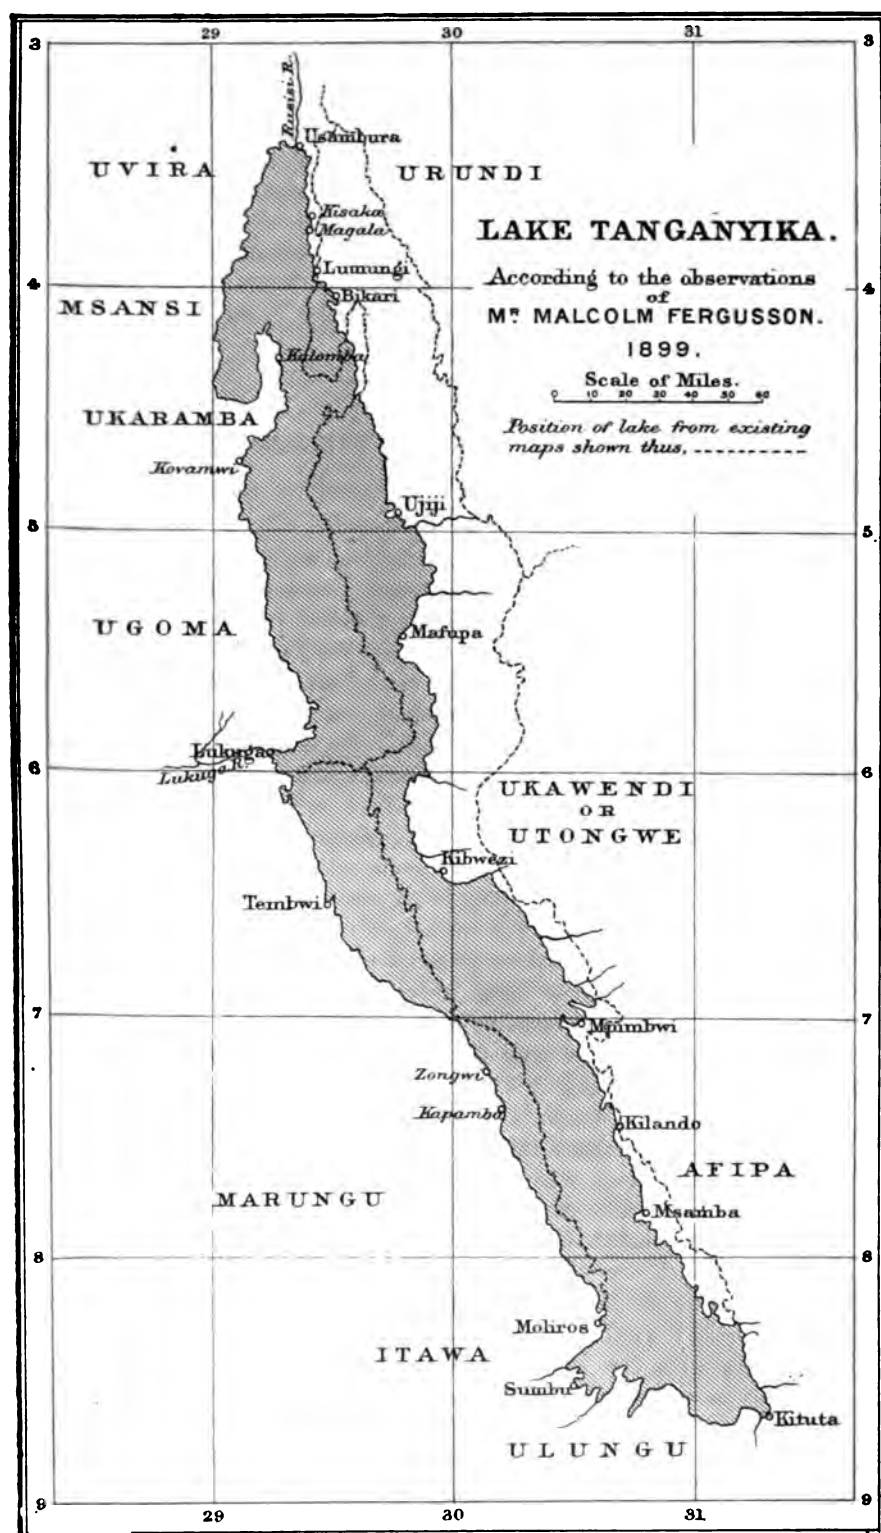 29 30 31
3 3
Rusisi R.
Usambura
UVIRA
URUNDI
Kisaka
Magala
LAKE TANGANYIKA.
Lumungi
According to the observations
4 4
of
Bikari
MSANSI
MR MALCOLM FERGUSSON.
1899.
Kalomba
Scale of Miles.
0 10 20 30 40 50 60
UKARAMBA
Position of lake from existing
maps shown thus,
Kovamwi
Ujiji
5 5
UGOMA
Mafupa
Lukuga
Lukuga R.
6 6
UKAWENDI
OR
UTONGWE
Kibwezi
Tembwi
7 7
Mpimbwi
Zongwi
Kapamba
Kilando
AFIPA
MARUNGU
Msamba
8 8
Moliros
ITAWA
Sumbu
Kituta
ULUNGU
9 9
29 30 31